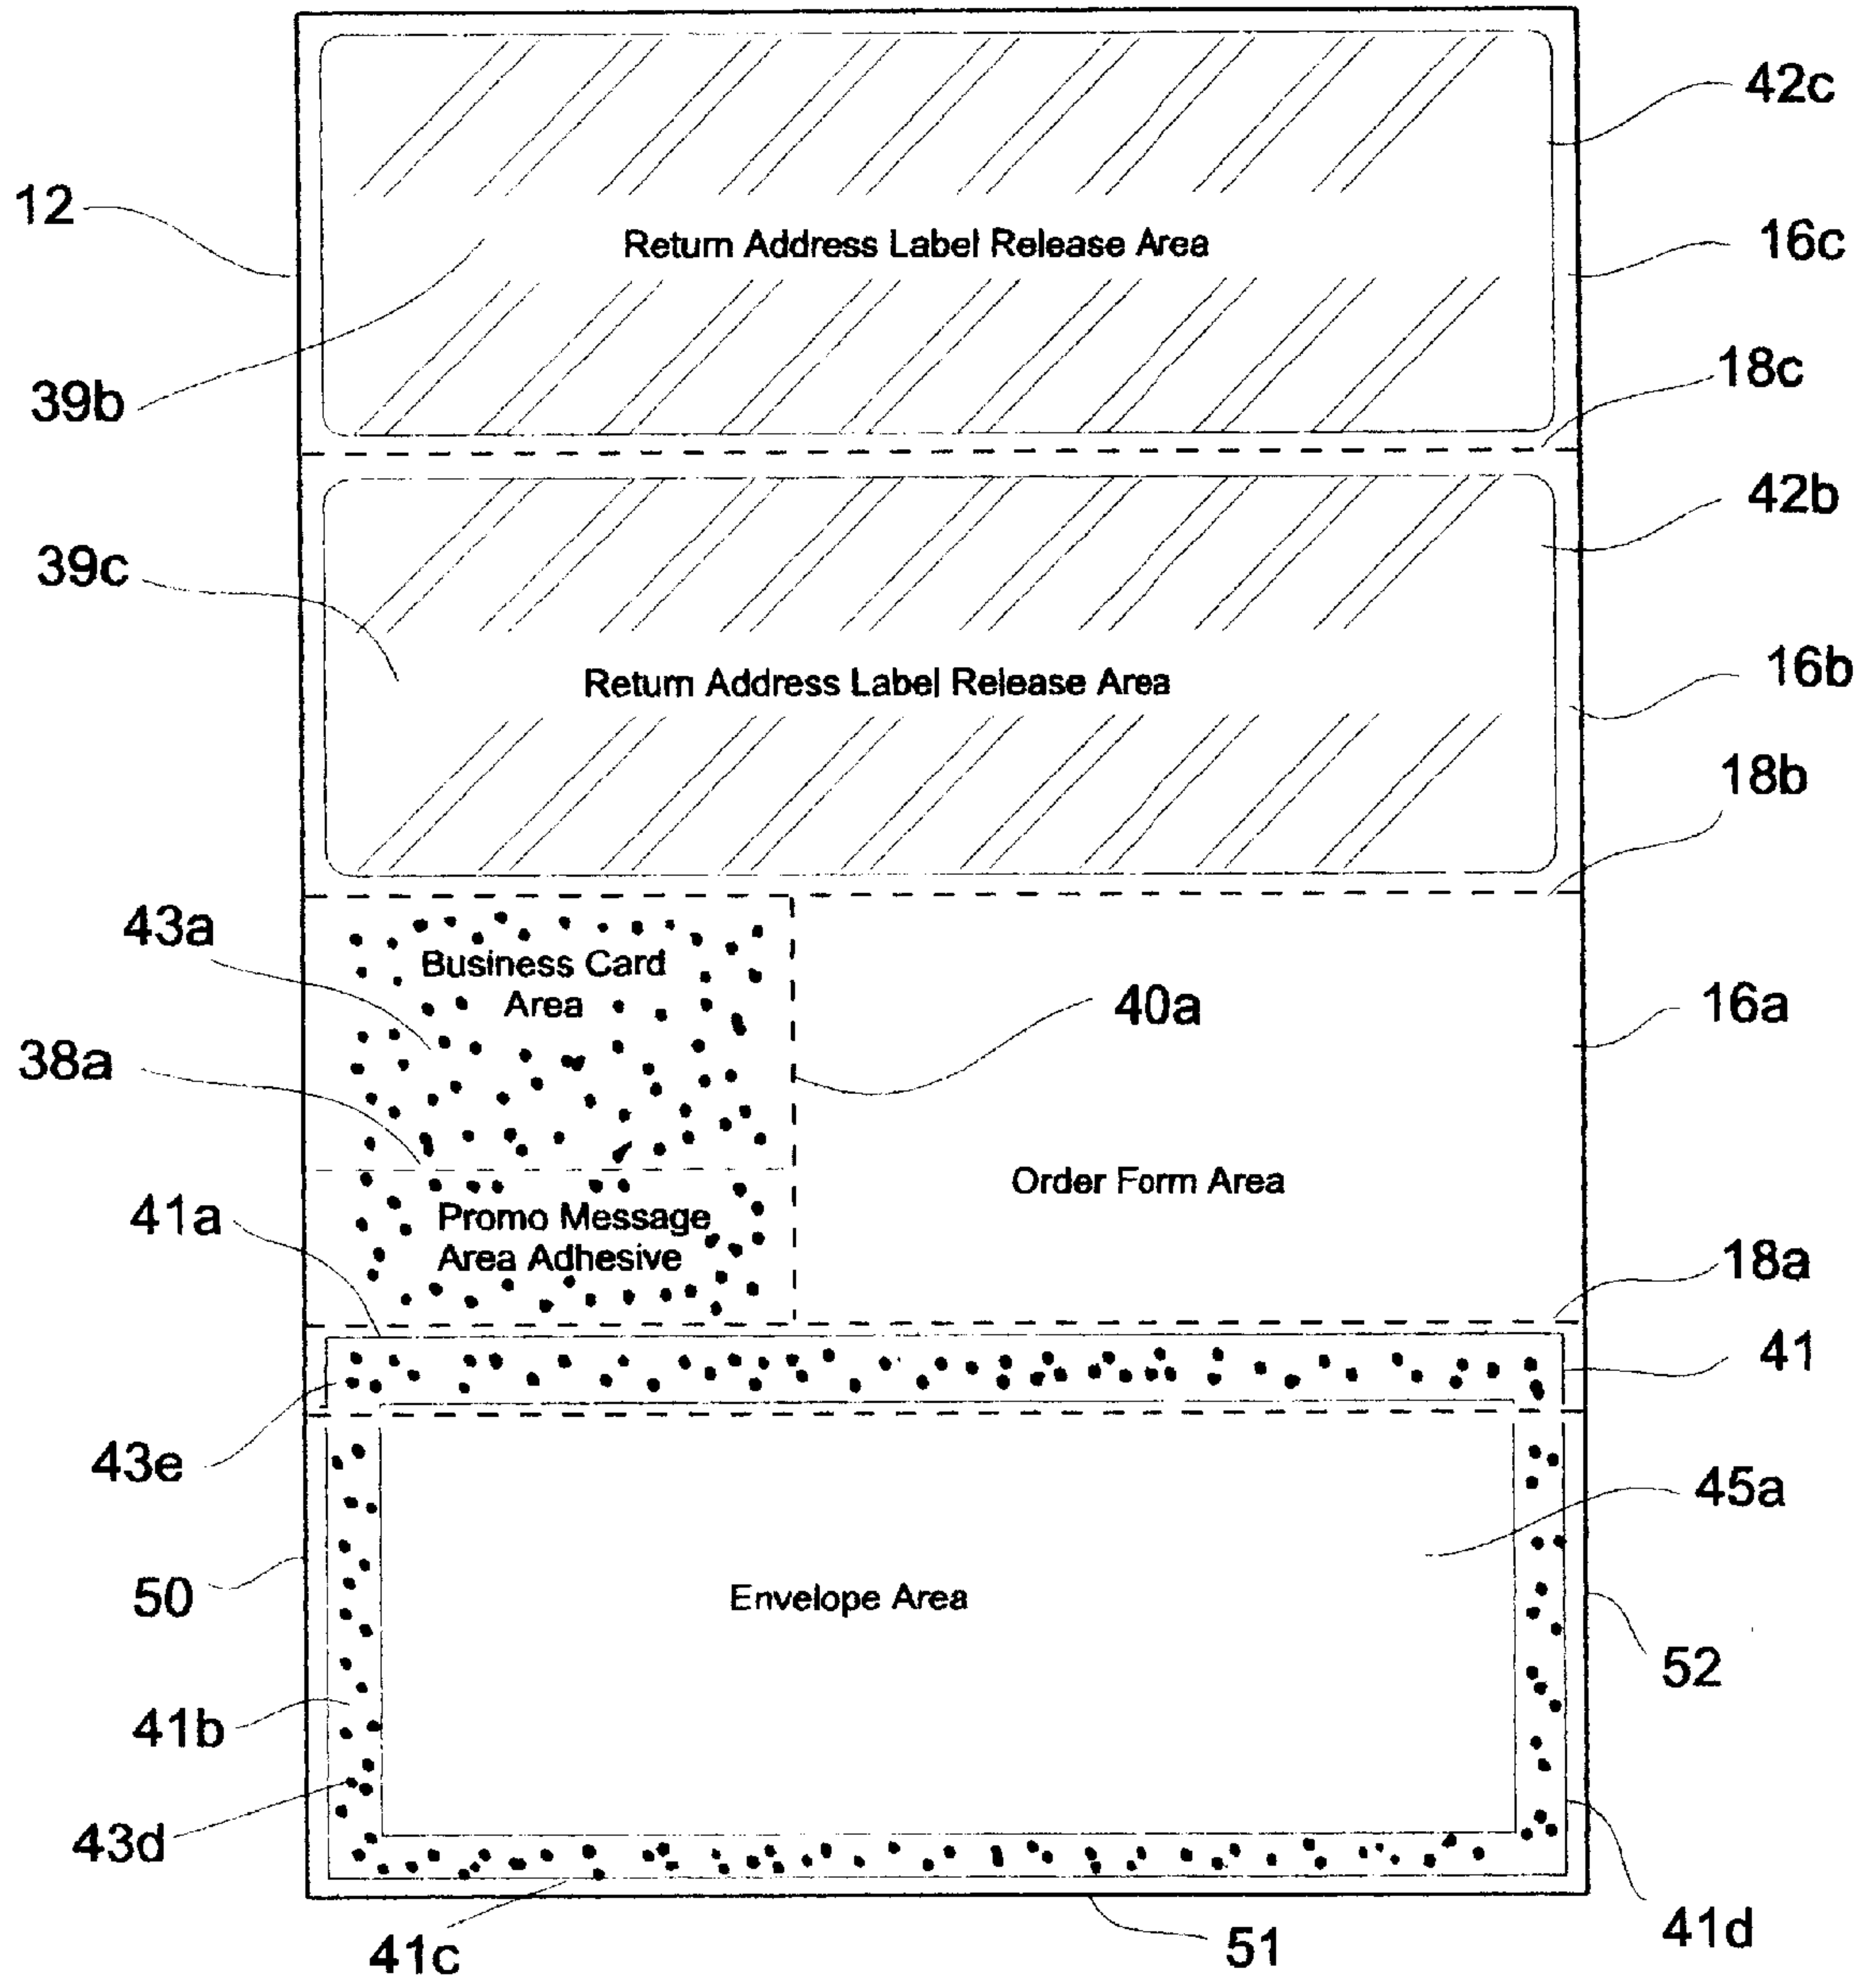 42c
12
16c
Return Address Label Release Area
18c
39b
42b
39c
16b
Return Address Label Release Area
18b
43a
Business Card
Area
40a
16a
38a
Order Form Area
41a
Promo Message
Area Adhesive
18a
41
43e
45a
50
Envelope Area
52
41b
43d
41c
51
41d